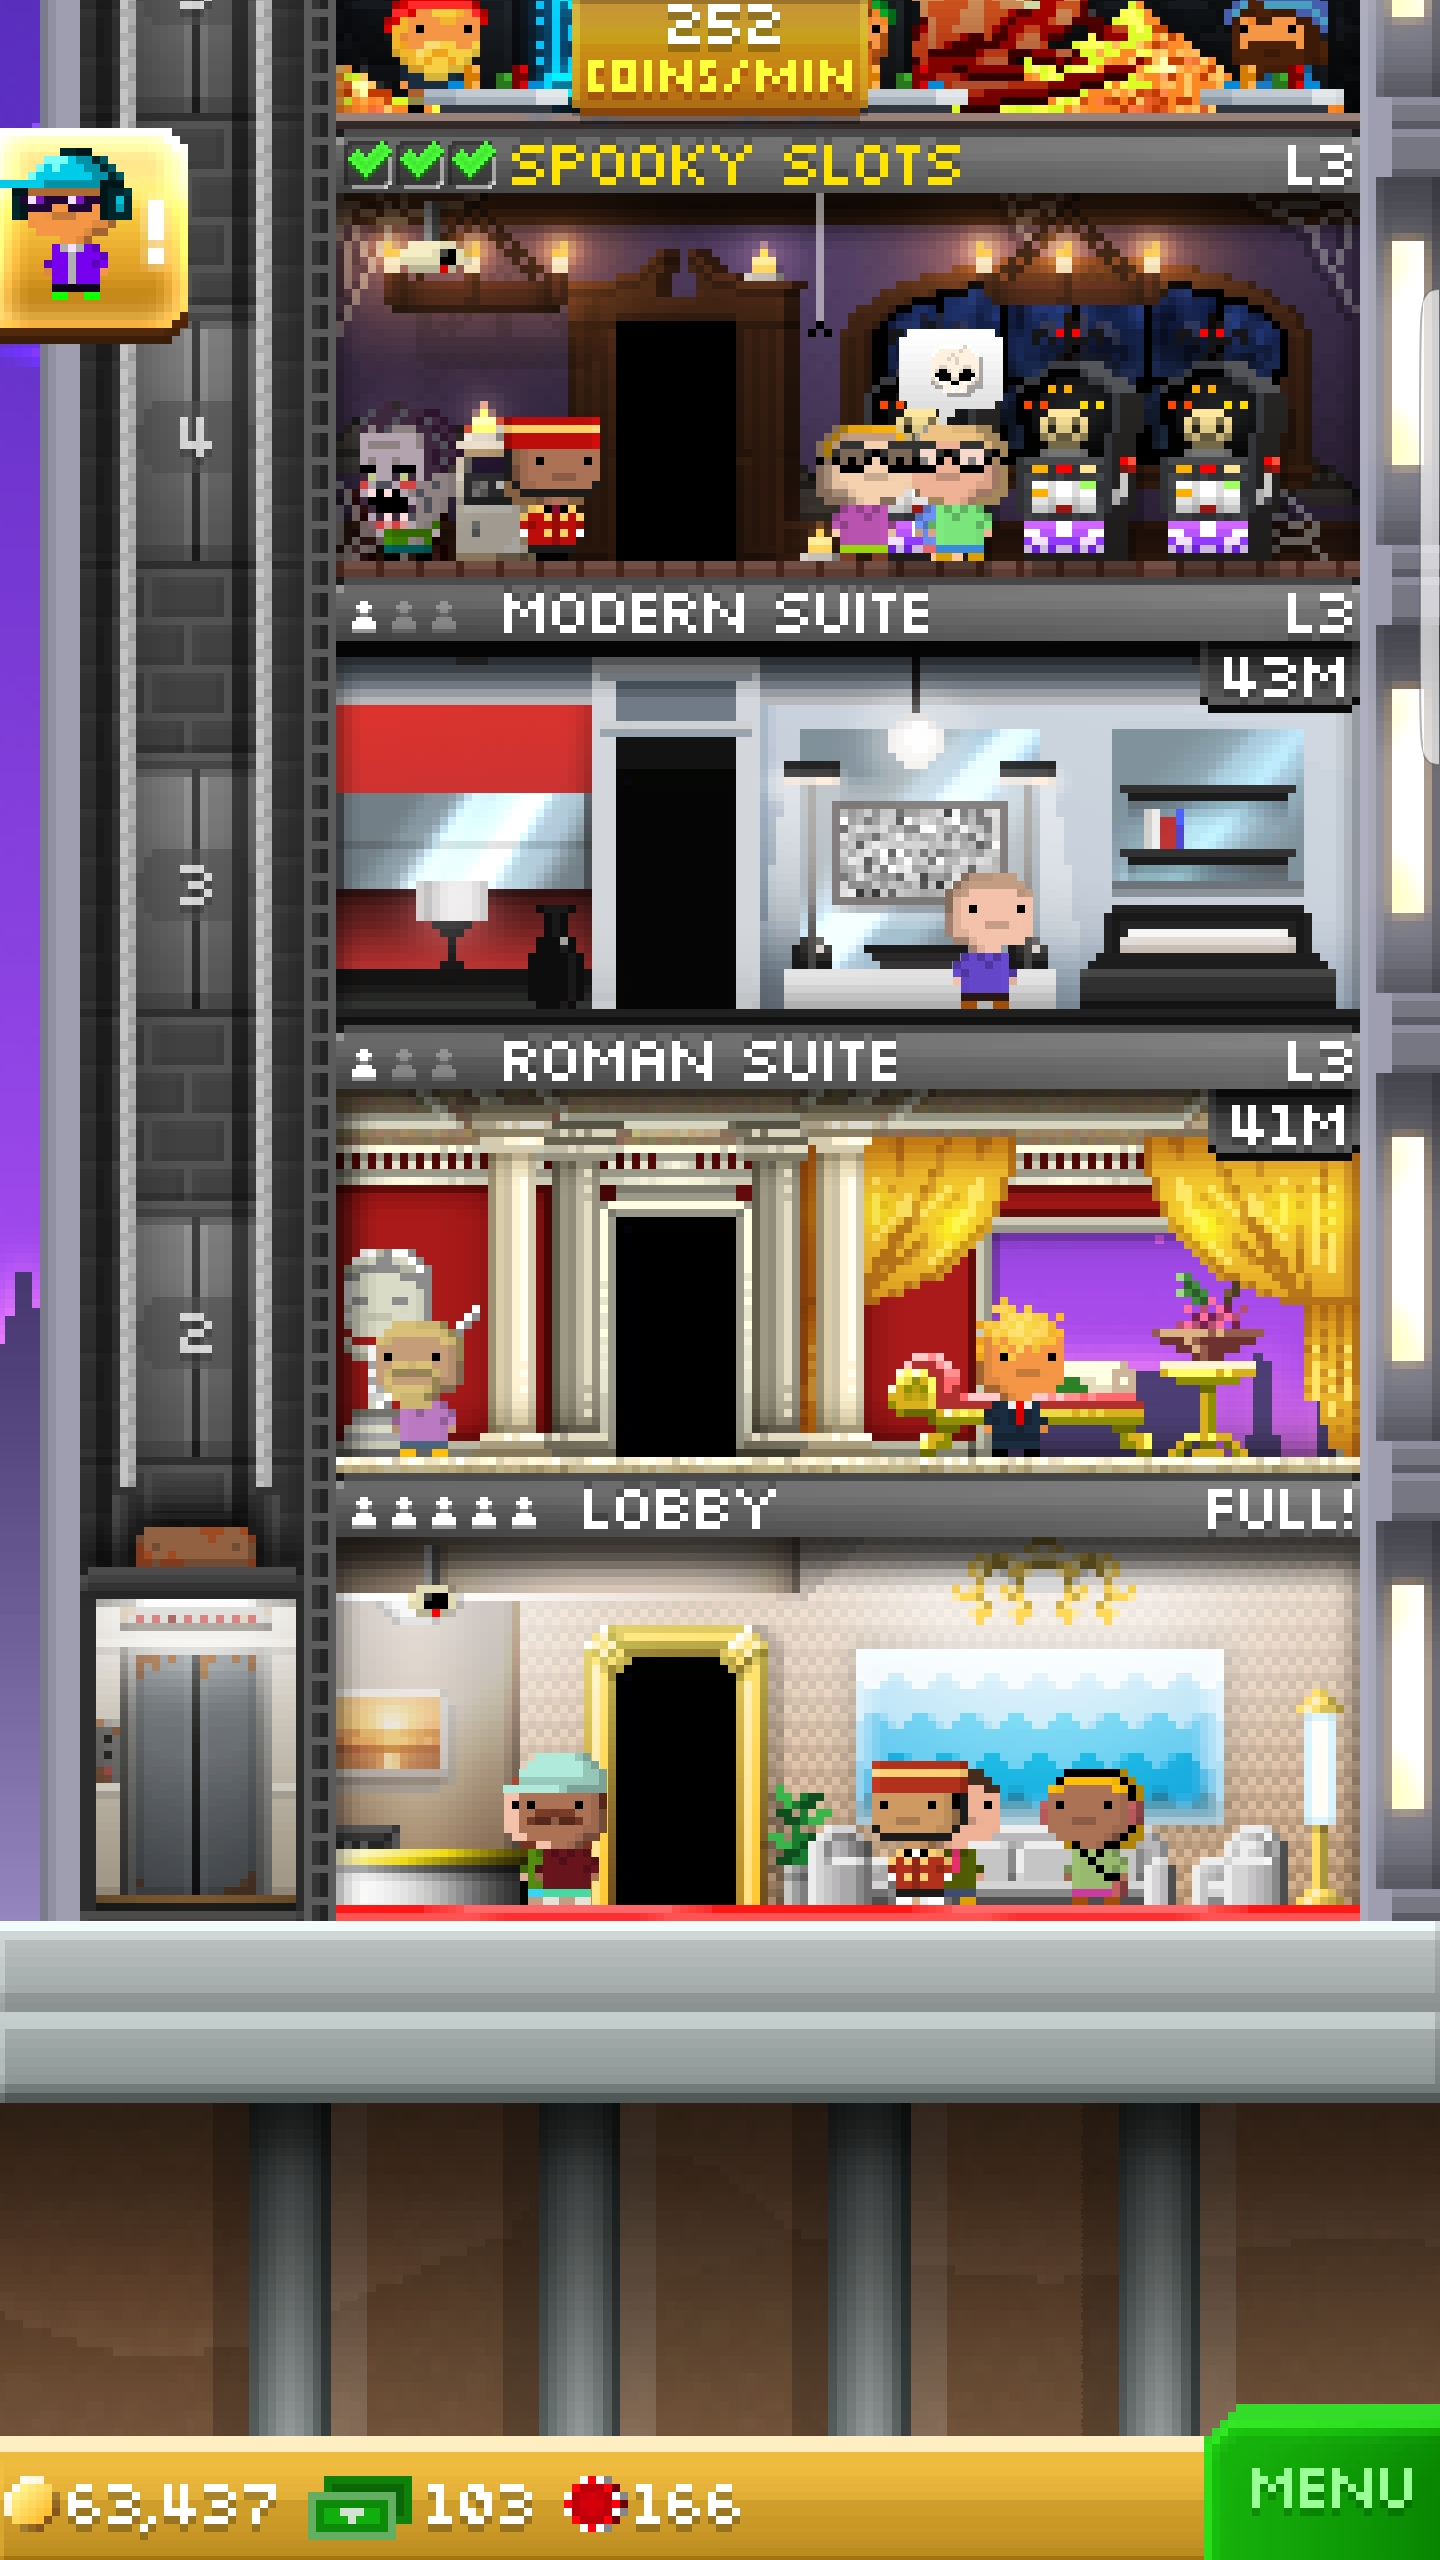 252
COINS/MIN
SPOOKY SLOTS L3
!
4
MODERN SUITE L3
43M
3
ROMAN SUITE L3
41M
2
LOBBY FULL!
63,437 103 166
MENU